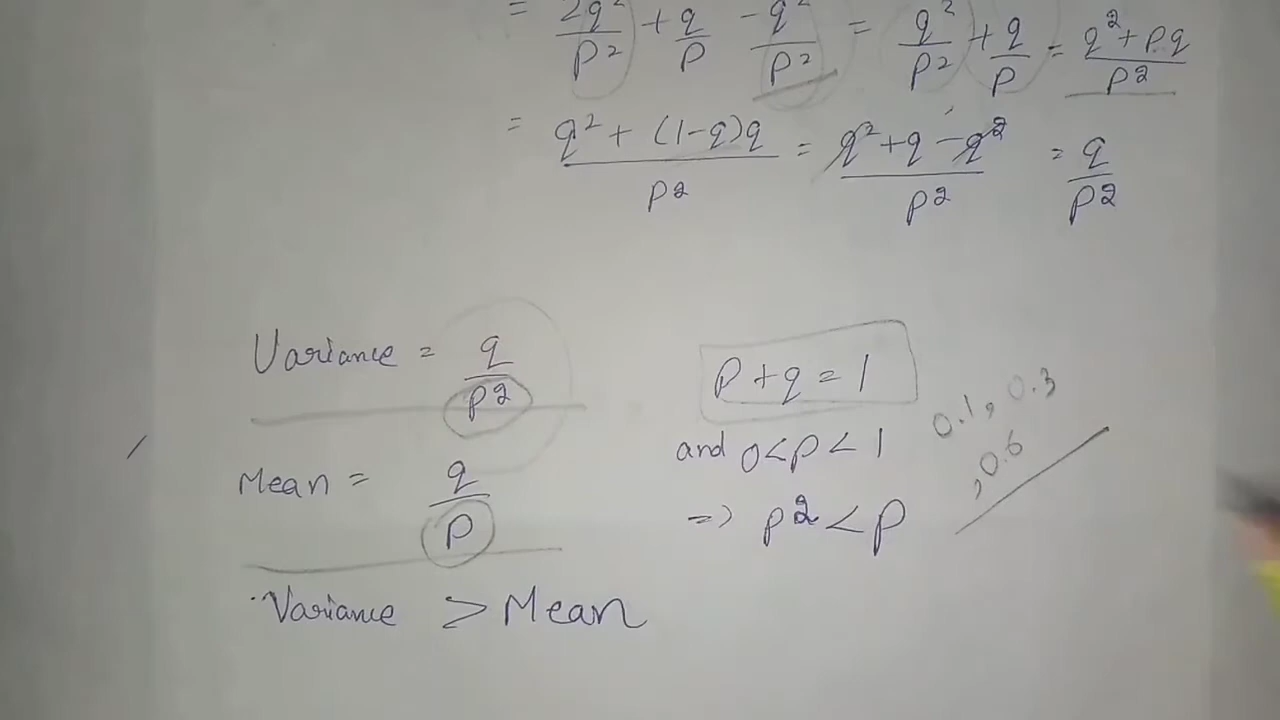 = 2q²/p² + q/p - q²/p² = q²/p² + q/p = q²+pq/p²
= q² + (1-q)q/p² = q²+q-q²/p² = q/p²
Variance = q/p²
p+q=1
0.1, 0.3
, 0.6
and 0<p<1
Mean = q/p
=> p²<p
Variance > Mean